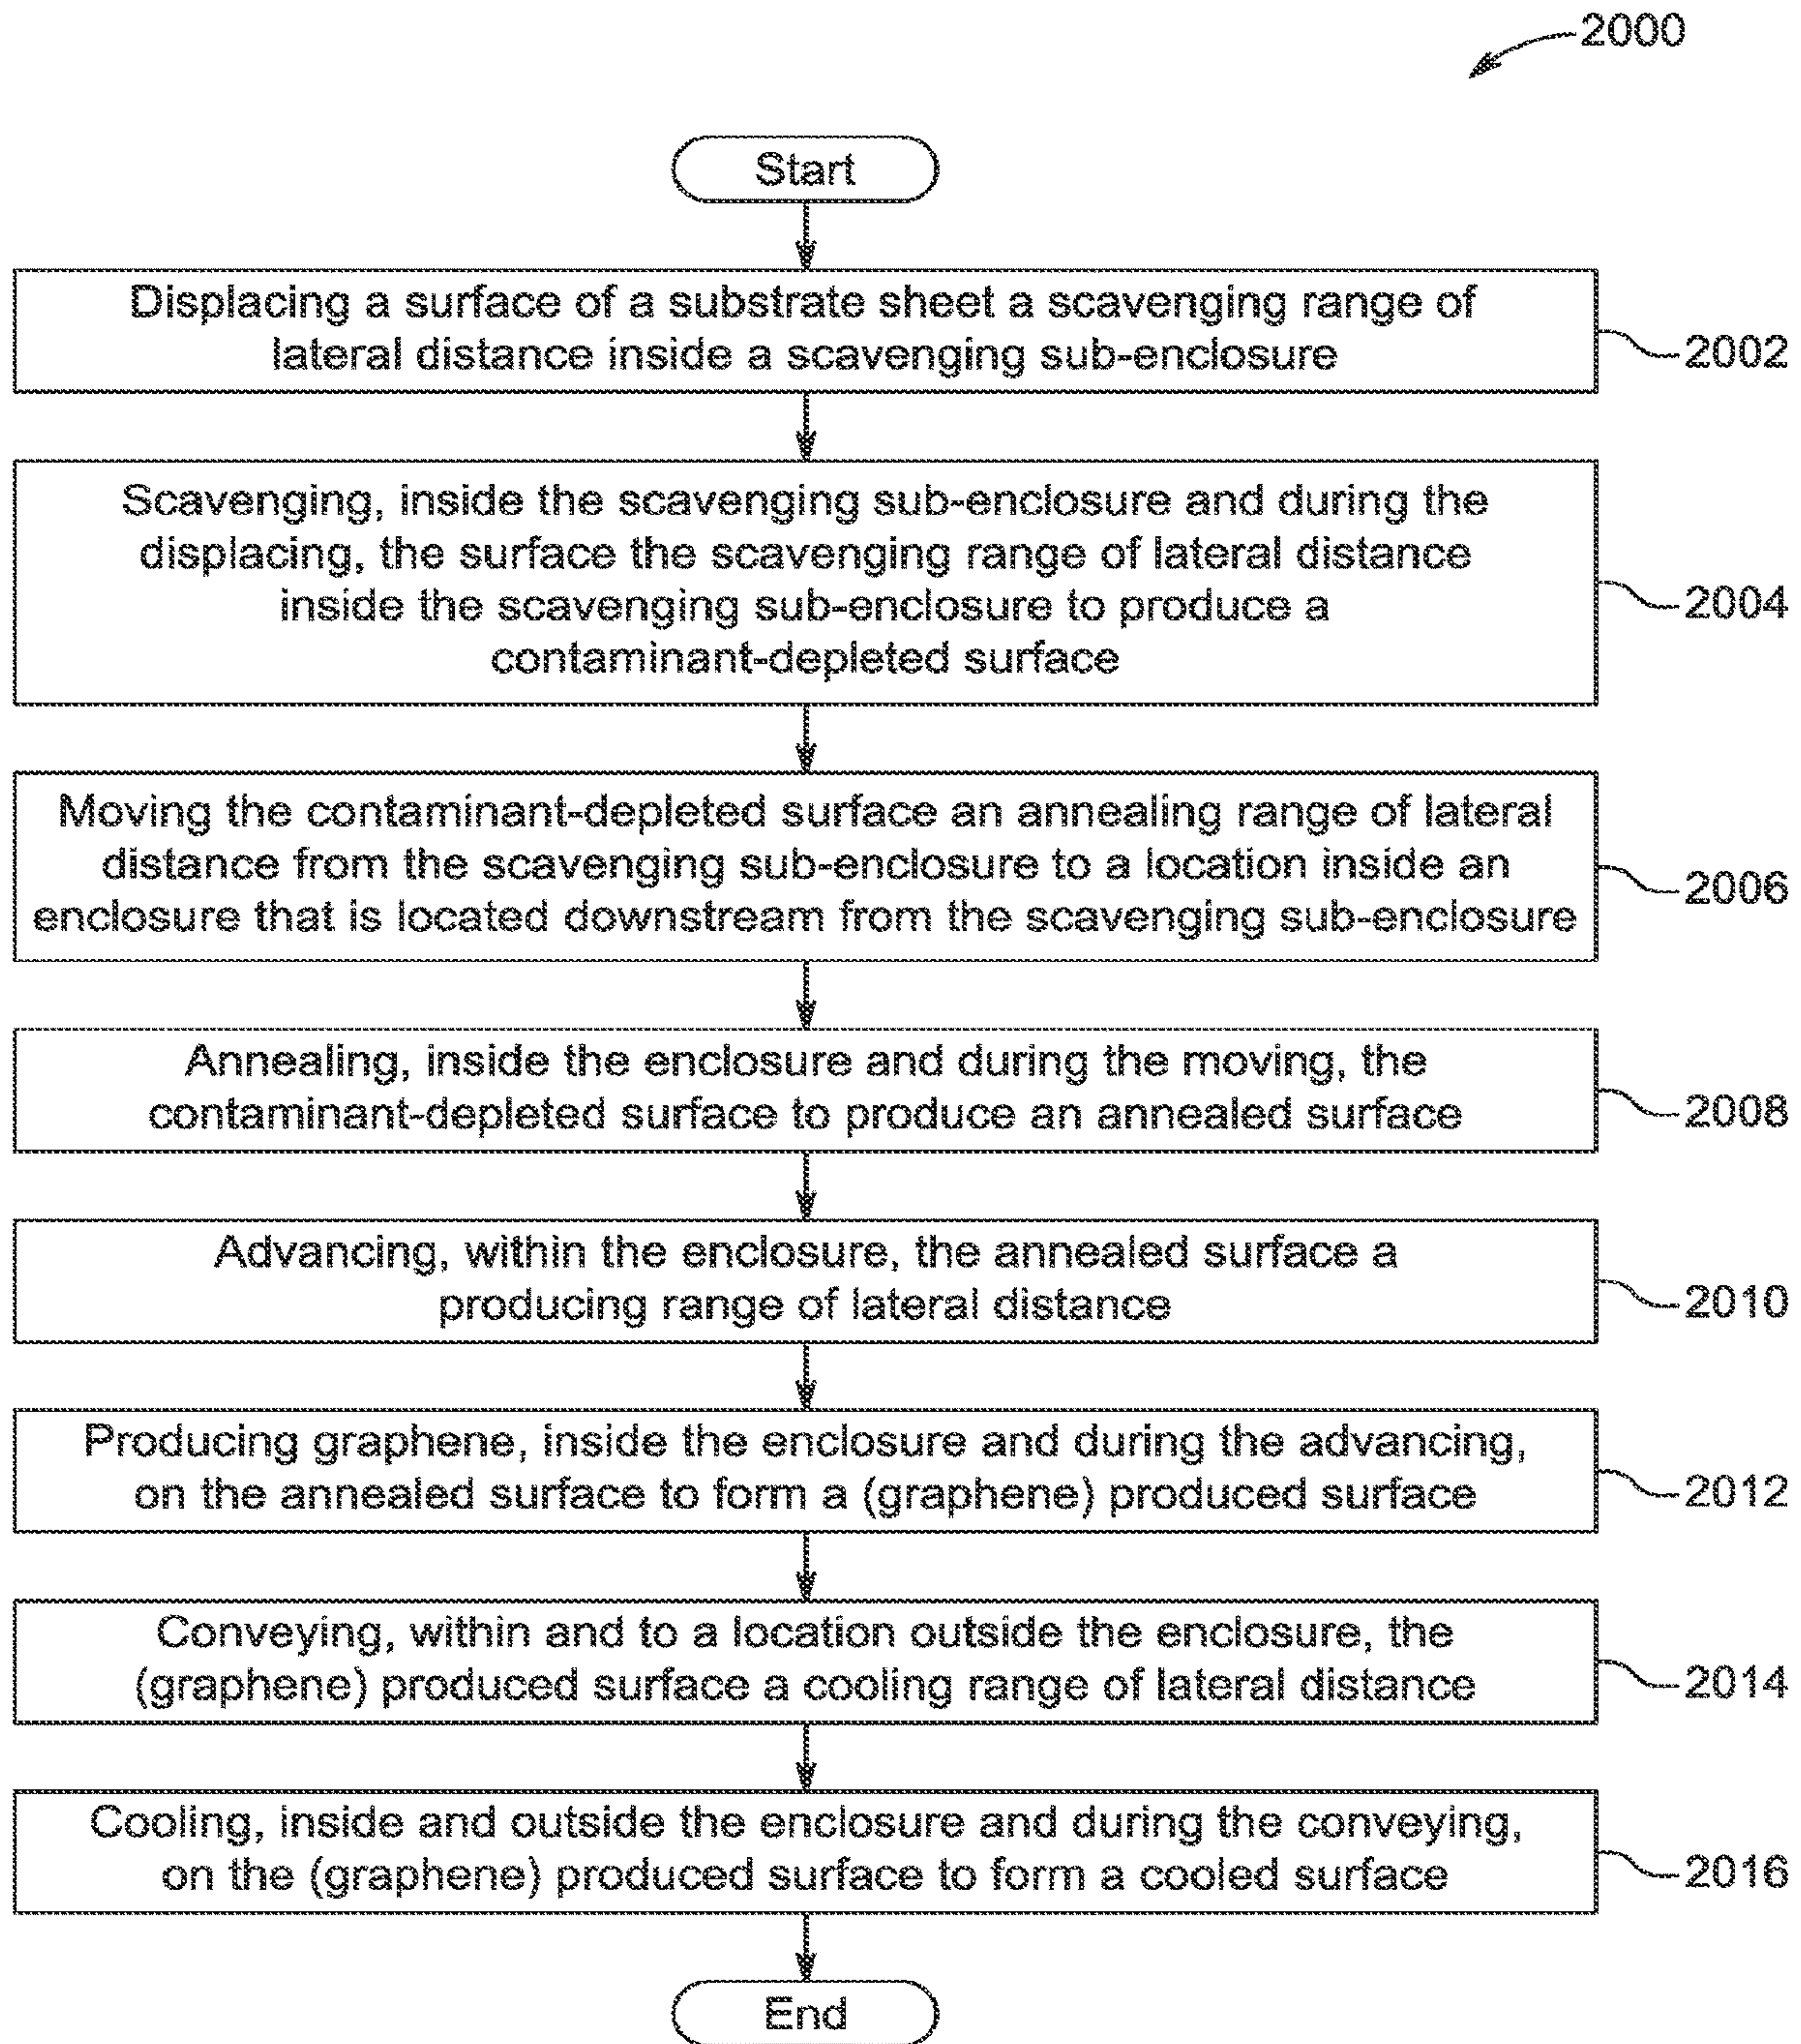 2000
Start
Displacing a surface of a substrate sheet a scavenging range of
lateral distance inside a scavenging sub-enclosure
2002
Scavenging, inside the scavenging sub-enclosure and during the
displacing, the surface the scavenging range of lateral distance
inside the scavenging sub-enclosure to produce a
contaminant-depleted surface
2004
Moving the contaminant-depleted surface an annealing range of lateral
distance from the scavenging sub-enclosure to a location inside an
enclosure that is located downstream from the scavenging sub-enclosure
2006
Annealing, inside the enclosure and during the moving, the
contaminant-depleted surface to produce an annealed surface
2008
Advancing, within the enclosure, the annealed surface a
producing range of lateral distance
2010
Producing graphene, inside the enclosure and during the advancing,
on the annealed surface to form a (graphene) produced surface
2012
Conveying, within and to a location outside the enclosure, the
(graphene) produced surface a cooling range of lateral distance
2014
Cooling, inside and outside the enclosure and during the conveying,
on the (graphene) produced surface to form a cooled surface
2016
End